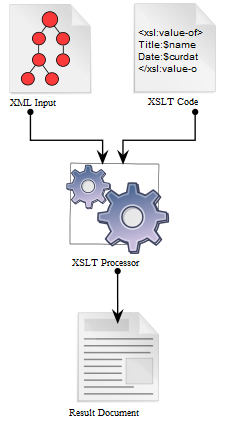 <xsl:value-of>
Title:$name
Date:$curdat
</xsl:value-o
XML Input
XSLT Code
XSLT Processor
Result Document